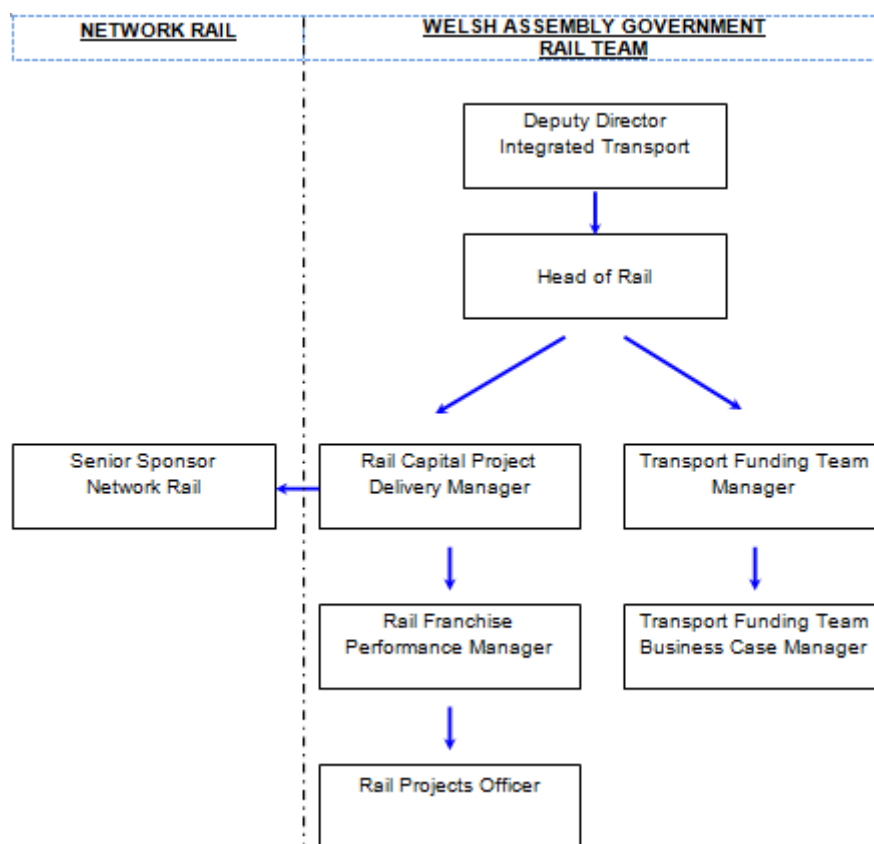 NETWORK RAIL
WELSH ASSEMBLY GOVERNMENT
RAIL TEAM
Deputy Director
Integrated Transport
Head of Rail
Senior Sponsor
Network Rail
Rail Capital Project
Delivery Manager
Transport Funding Team
Manager
Rail Franchise
Performance Manager
Transport Funding Team
Business Case Manager
Rail Projects Officer